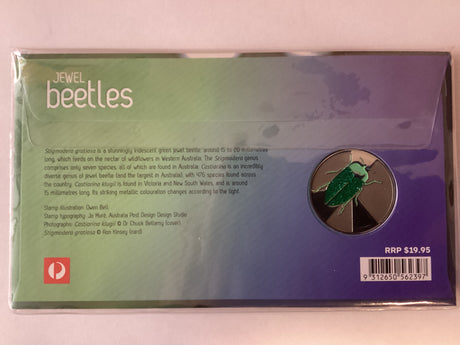 JEWEL
beetles
Stigmodera gratiosa is a stunningly iridescent green jewel beetle, around 15 to 20 millimetres
long, which feeds on the nectar of wildflowers in Western Australia. The Stigmodera genus
comprises only seven species, all of which are found in Australia. Castiarina is an incredibly
diverse genus of jewel beetle (and the largest in Australia), with 476 species found across
the country. Castiarina klugii is found in Victoria and New South Wales, and is around
15 millimetres long. Its striking metallic colouration changes according to the light.
Stamp illustration: Owen Bell
Stamp typography: Jo Muré, Australia Post Design Studio
Photographs: Castiarina klugii © Dr Chuck Bellamy (cover),
Stigmodera gratiosa © Ron Kinsey (card)
RRP $19.95
9 312650 562397